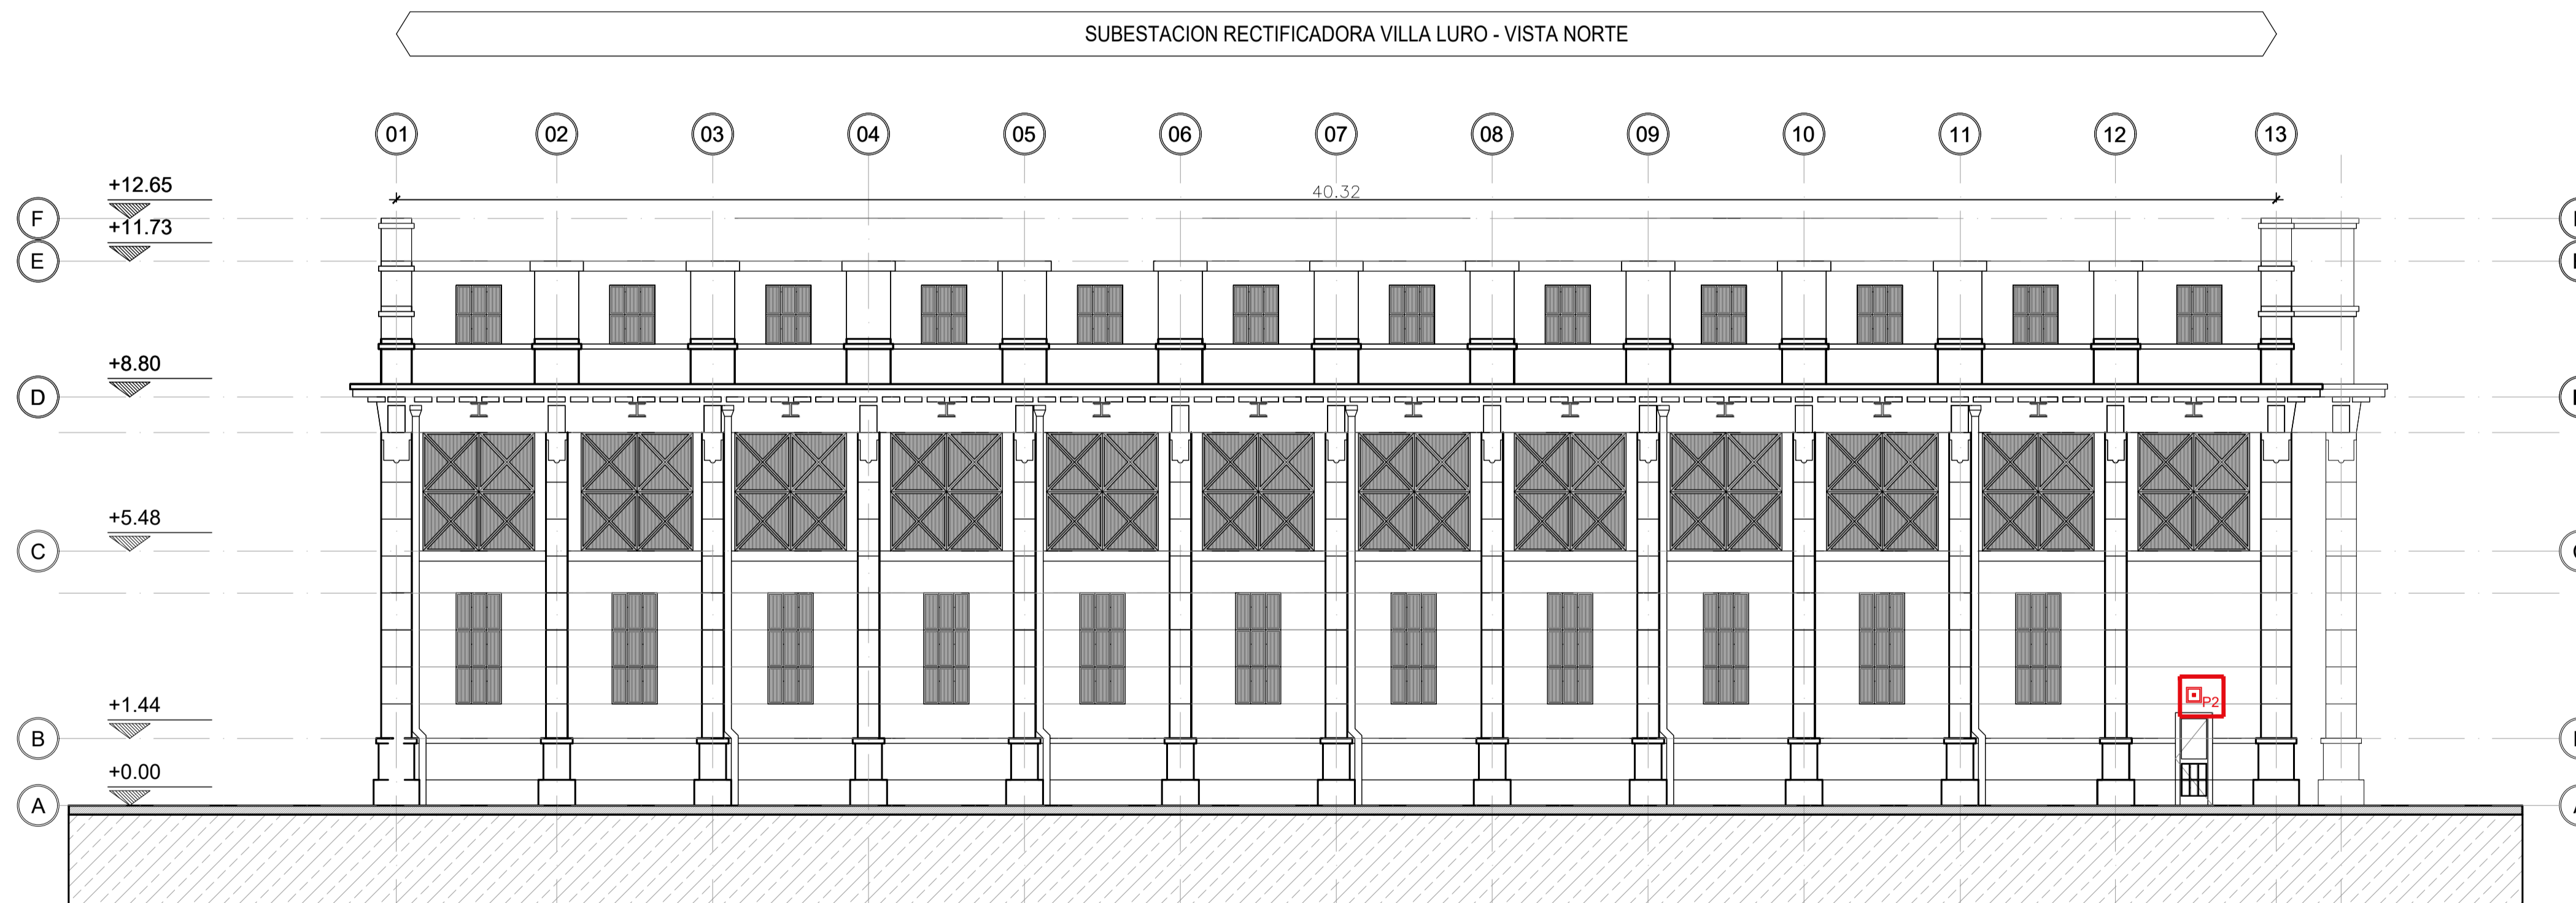 SUBESTACION RECTIFICADORA VILLA LURO - VISTA NORTE
01 02 03 04 05 06 07 08 09 10 11 12 13
+12.65
40.32
F
+11.73
E
+8.80
D
+5.48
C
+1.44
P2
B
+0.00
A